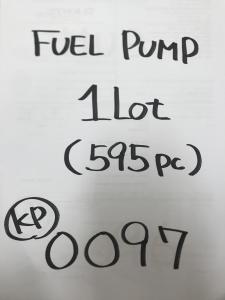 FUEL PUMP
1 Lot
(595 pc)
KP 0097